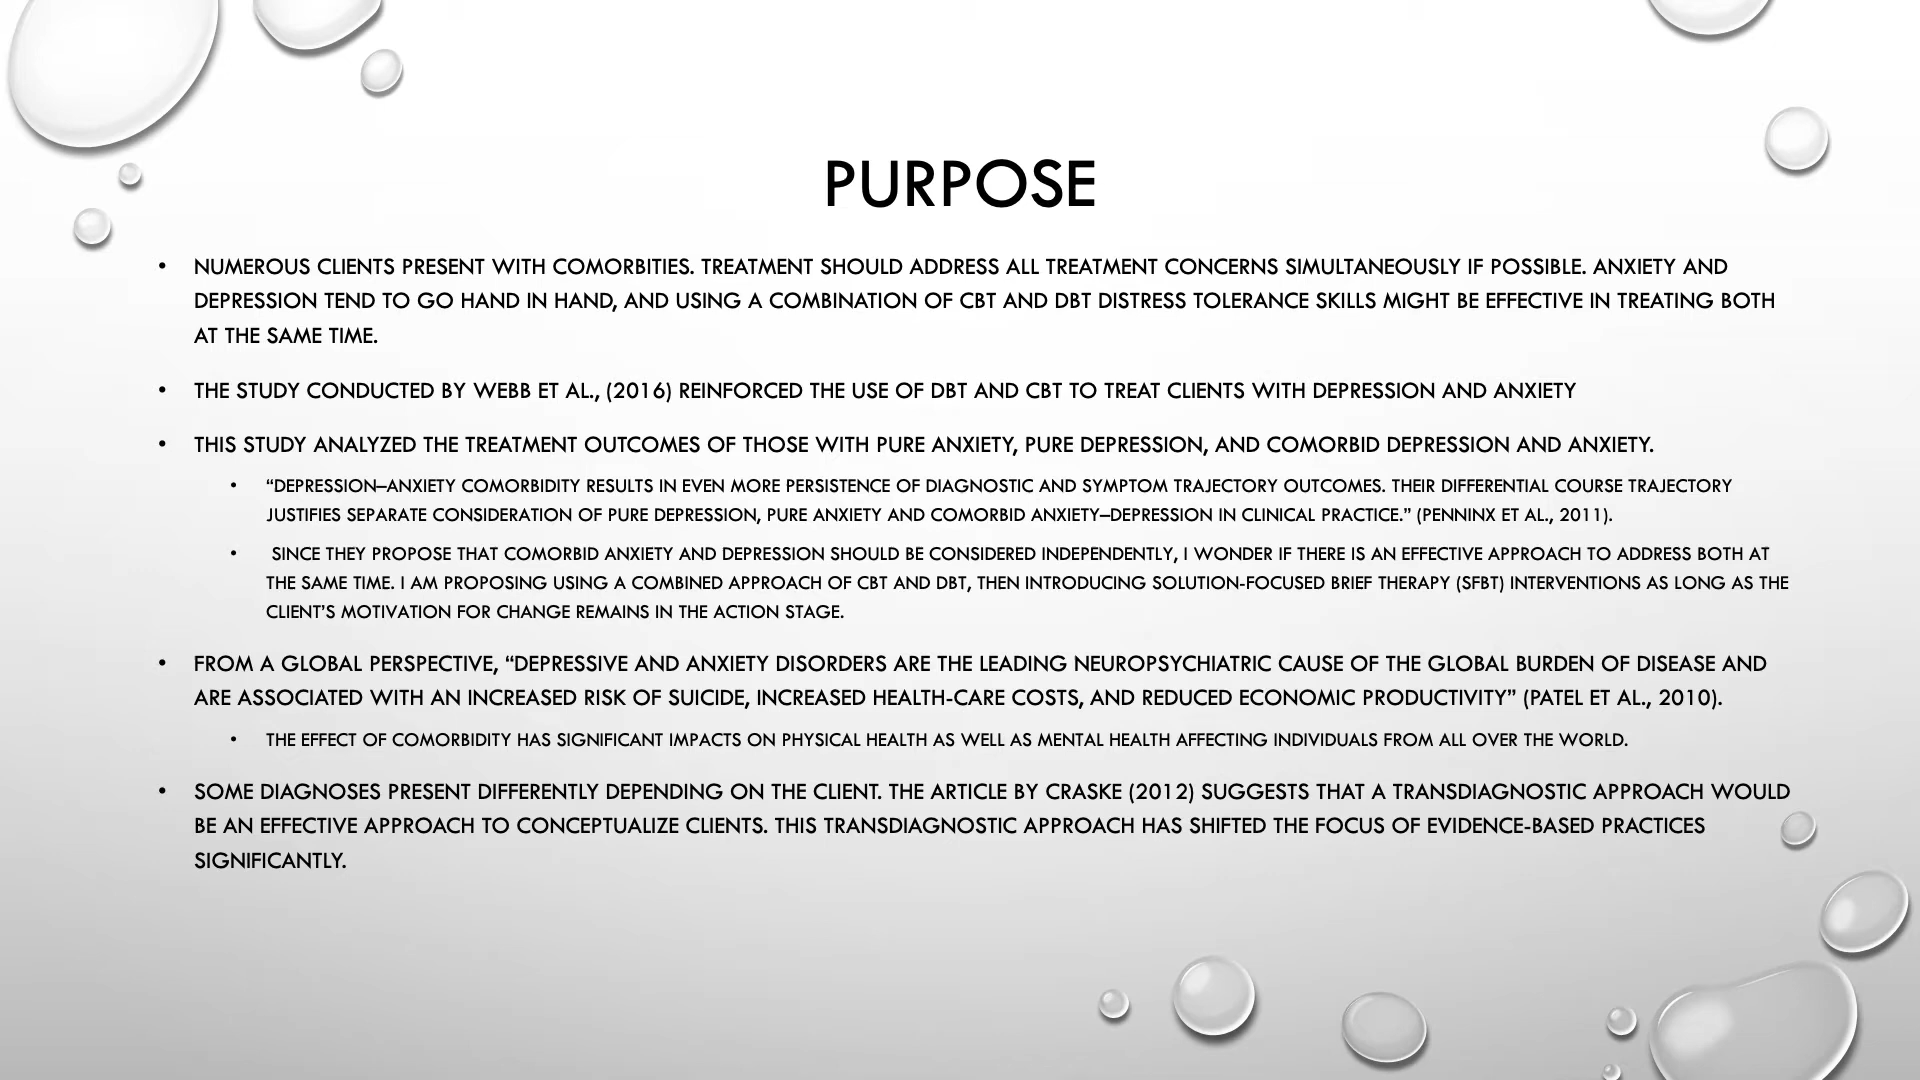 PURPOSE
• NUMEROUS CLIENTS PRESENT WITH COMORBITIES. TREATMENT SHOULD ADDRESS ALL TREATMENT CONCERNS SIMULTANEOUSLY IF POSSIBLE. ANXIETY AND
DEPRESSION TEND TO GO HAND IN HAND, AND USING A COMBINATION OF CBT AND DBT DISTRESS TOLERANCE SKILLS MIGHT BE EFFECTIVE IN TREATING BOTH
AT THE SAME TIME.
• THE STUDY CONDUCTED BY WEBB ET AL., (2016) REINFORCED THE USE OF DBT AND CBT TO TREAT CLIENTS WITH DEPRESSION AND ANXIETY
• THIS STUDY ANALYZED THE TREATMENT OUTCOMES OF THOSE WITH PURE ANXIETY, PURE DEPRESSION, AND COMORBID DEPRESSION AND ANXIETY.
• “DEPRESSION–ANXIETY COMORBIDITY RESULTS IN EVEN MORE PERSISTENCE OF DIAGNOSTIC AND SYMPTOM TRAJECTORY OUTCOMES. THEIR DIFFERENTIAL COURSE TRAJECTORY
JUSTIFIES SEPARATE CONSIDERATION OF PURE DEPRESSION, PURE ANXIETY AND COMORBID ANXIETY–DEPRESSION IN CLINICAL PRACTICE.” (PENNINX ET AL., 2011).
• SINCE THEY PROPOSE THAT COMORBID ANXIETY AND DEPRESSION SHOULD BE CONSIDERED INDEPENDENTLY, I WONDER IF THERE IS AN EFFECTIVE APPROACH TO ADDRESS BOTH AT
THE SAME TIME. I AM PROPOSING USING A COMBINED APPROACH OF CBT AND DBT, THEN INTRODUCING SOLUTION-FOCUSED BRIEF THERAPY (SFBT) INTERVENTIONS AS LONG AS THE
CLIENT’S MOTIVATION FOR CHANGE REMAINS IN THE ACTION STAGE.
• FROM A GLOBAL PERSPECTIVE, “DEPRESSIVE AND ANXIETY DISORDERS ARE THE LEADING NEUROPSYCHIATRIC CAUSE OF THE GLOBAL BURDEN OF DISEASE AND
ARE ASSOCIATED WITH AN INCREASED RISK OF SUICIDE, INCREASED HEALTH-CARE COSTS, AND REDUCED ECONOMIC PRODUCTIVITY” (PATEL ET AL., 2010).
• THE EFFECT OF COMORBIDITY HAS SIGNIFICANT IMPACTS ON PHYSICAL HEALTH AS WELL AS MENTAL HEALTH AFFECTING INDIVIDUALS FROM ALL OVER THE WORLD.
• SOME DIAGNOSES PRESENT DIFFERENTLY DEPENDING ON THE CLIENT. THE ARTICLE BY CRASKE (2012) SUGGESTS THAT A TRANSDIAGNOSTIC APPROACH WOULD
BE AN EFFECTIVE APPROACH TO CONCEPTUALIZE CLIENTS. THIS TRANSDIAGNOSTIC APPROACH HAS SHIFTED THE FOCUS OF EVIDENCE-BASED PRACTICES
SIGNIFICANTLY.